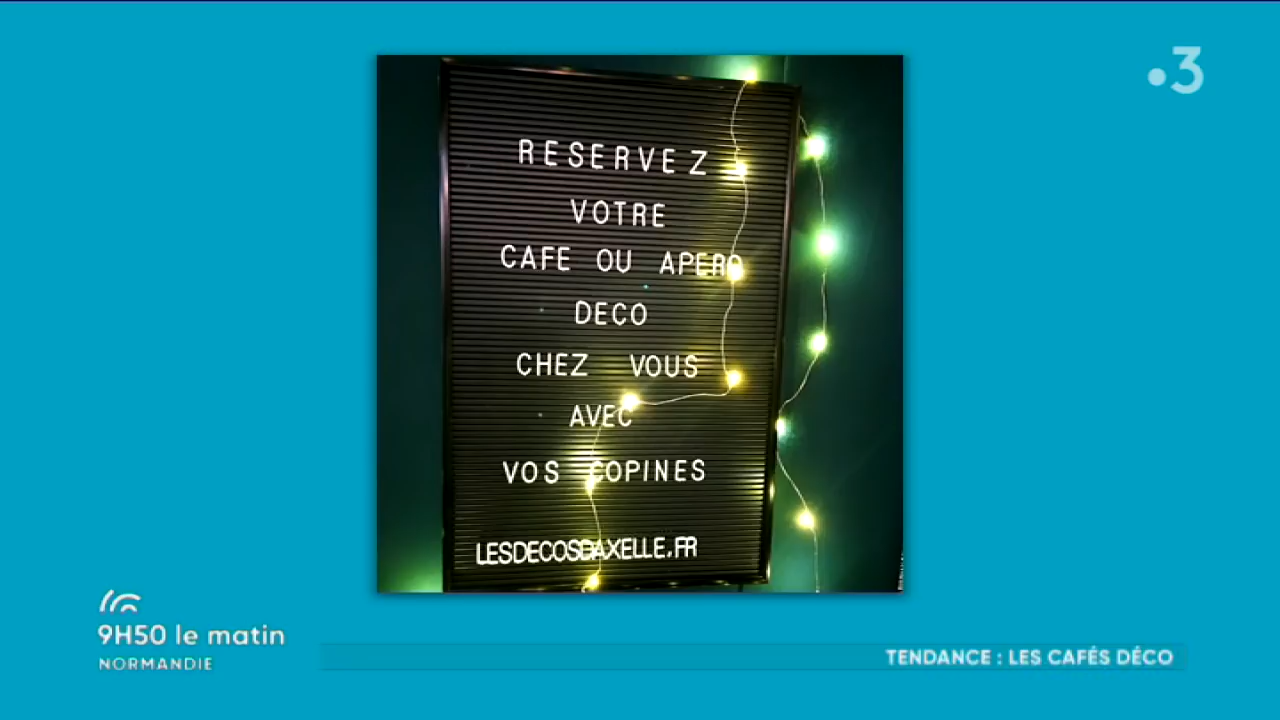 3
RESERVEZ
VOTRE
CAFE OU APERO
DECO
CHEZ VOUS
AVEC
VOS COPINES
LESDECOSDAXELLE.FR
9H50 le matin
NORMANDIE
TENDANCE : LES CAFÉS DÉCO